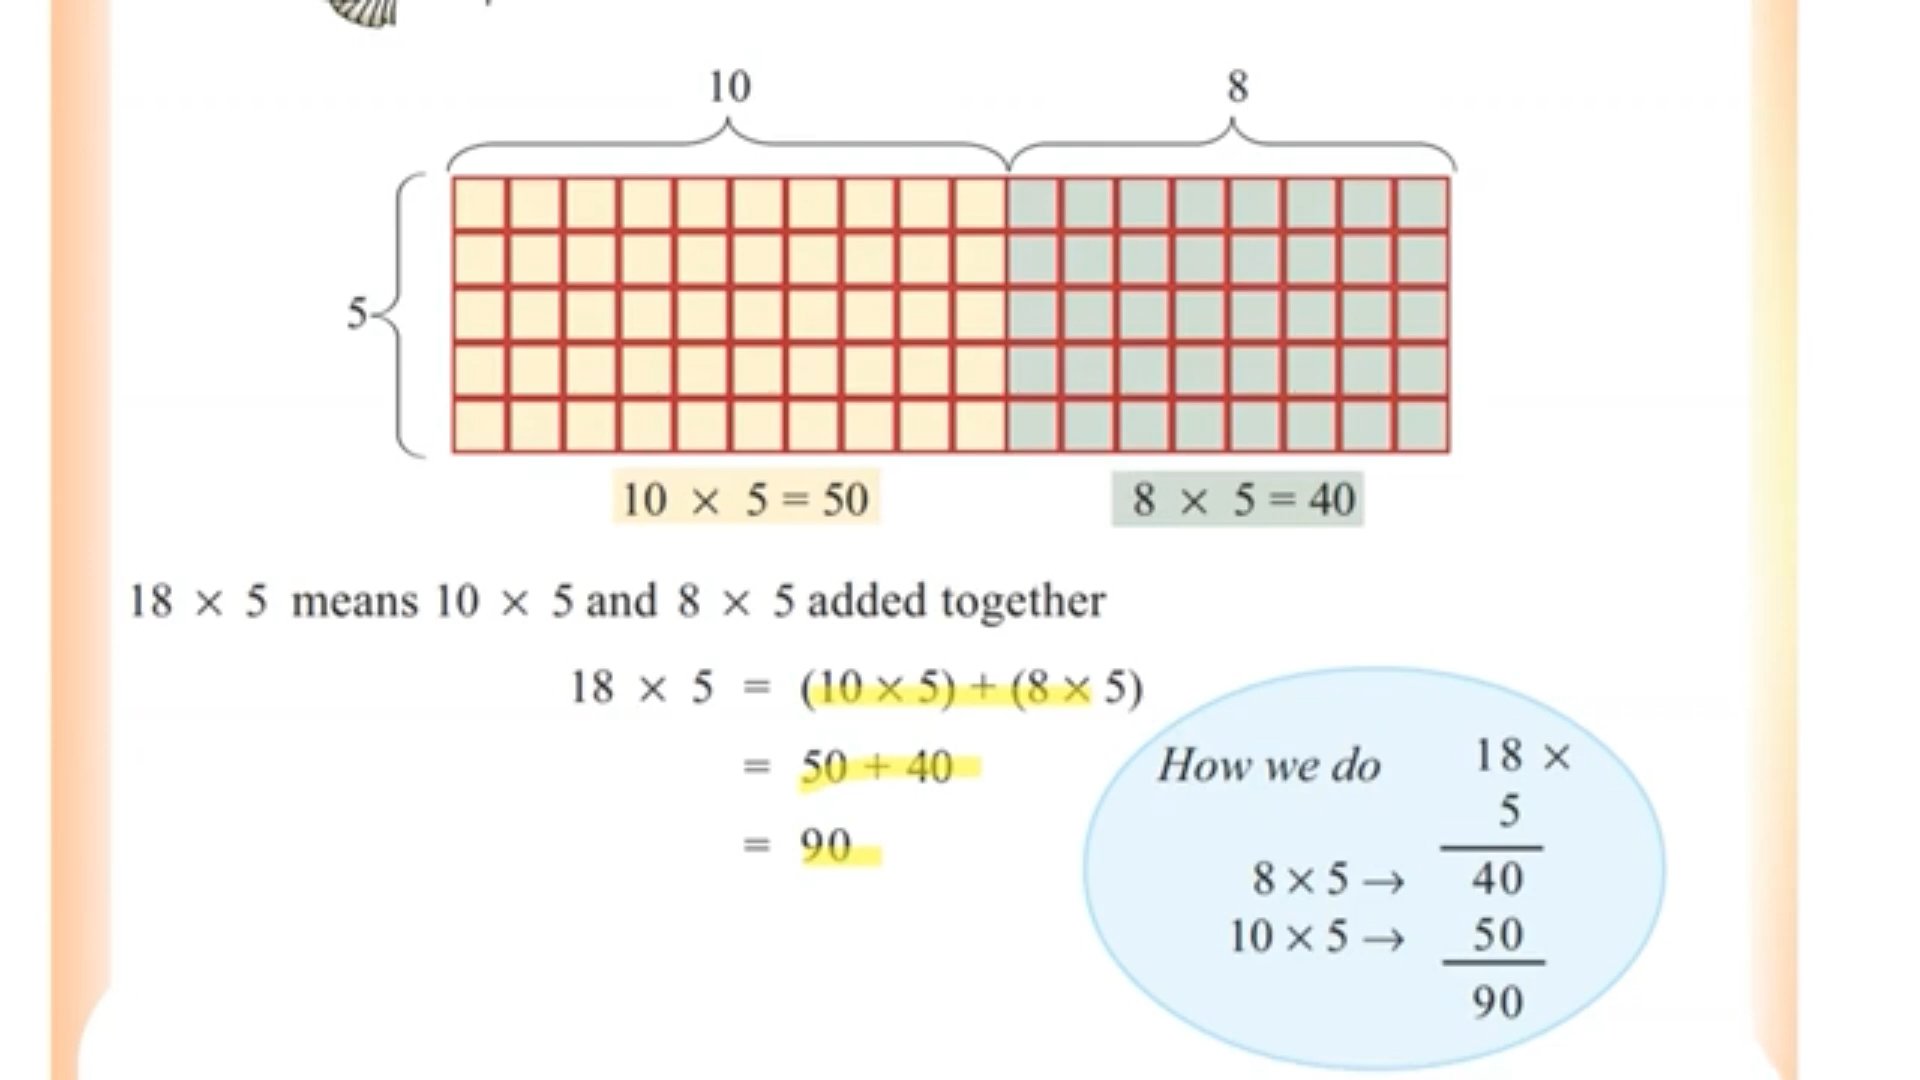 10 8
5
10 × 5 = 50 8 × 5 = 40
18 × 5 means 10 × 5 and 8 × 5 added together
18 × 5 = (10 × 5) + (8 × 5)
= 50 + 40
= 90
How we do 18 ×
5
8 × 5 → 40
10 × 5 → 50
90